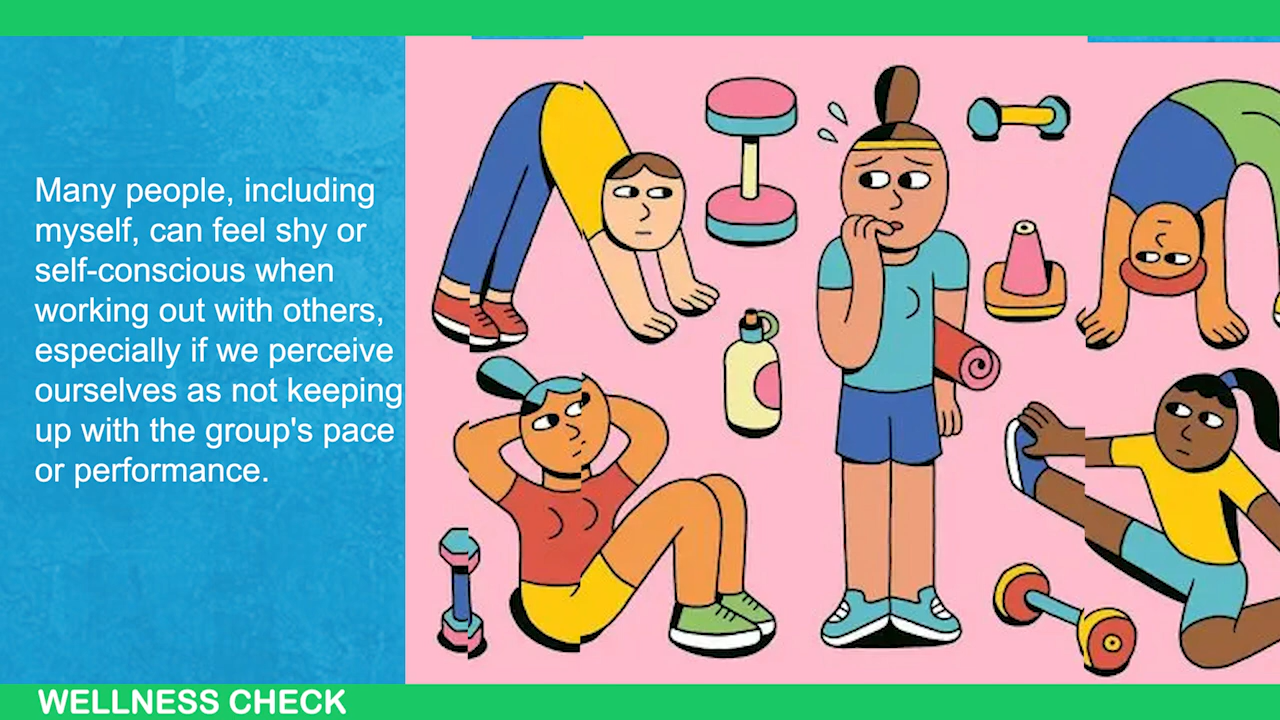 Many people, including
myself, can feel shy or
self-conscious when
working out with others,
especially if we perceive
ourselves as not keeping
up with the group's pace
or performance.
WELLNESS CHECK